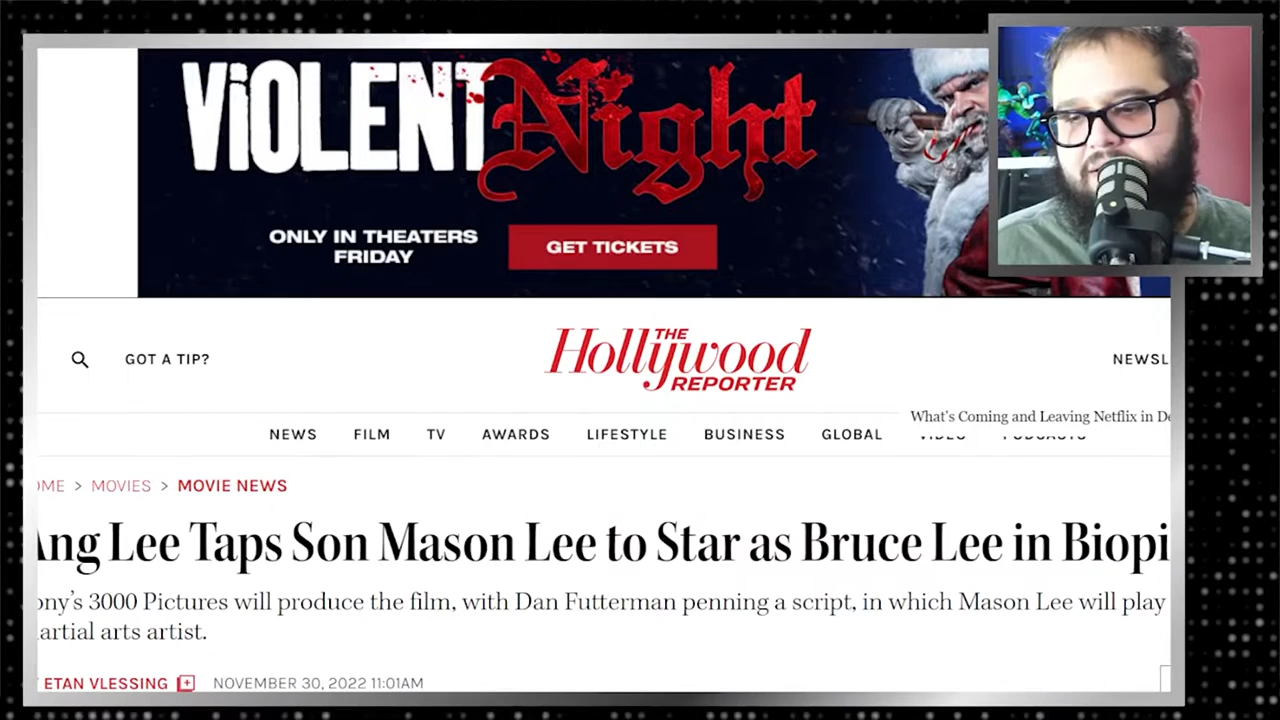 ViOLENT Night
ONLY IN THEATERS
FRIDAY
GET TICKETS
GOT A TIP?
THE
Hollywood
REPORTER
NEWSL
What's Coming and Leaving Netflix in De
NEWS FILM TV AWARDS LIFESTYLE BUSINESS GLOBAL VIDEO PODCASTS
OME > MOVIES > MOVIE NEWS
Ang Lee Taps Son Mason Lee to Star as Bruce Lee in Biopi
ony's 3000 Pictures will produce the film, with Dan Futterman penning a script, in which Mason Lee will play
artial arts artist.
ETAN VLESSING NOVEMBER 30, 2022 11:01AM